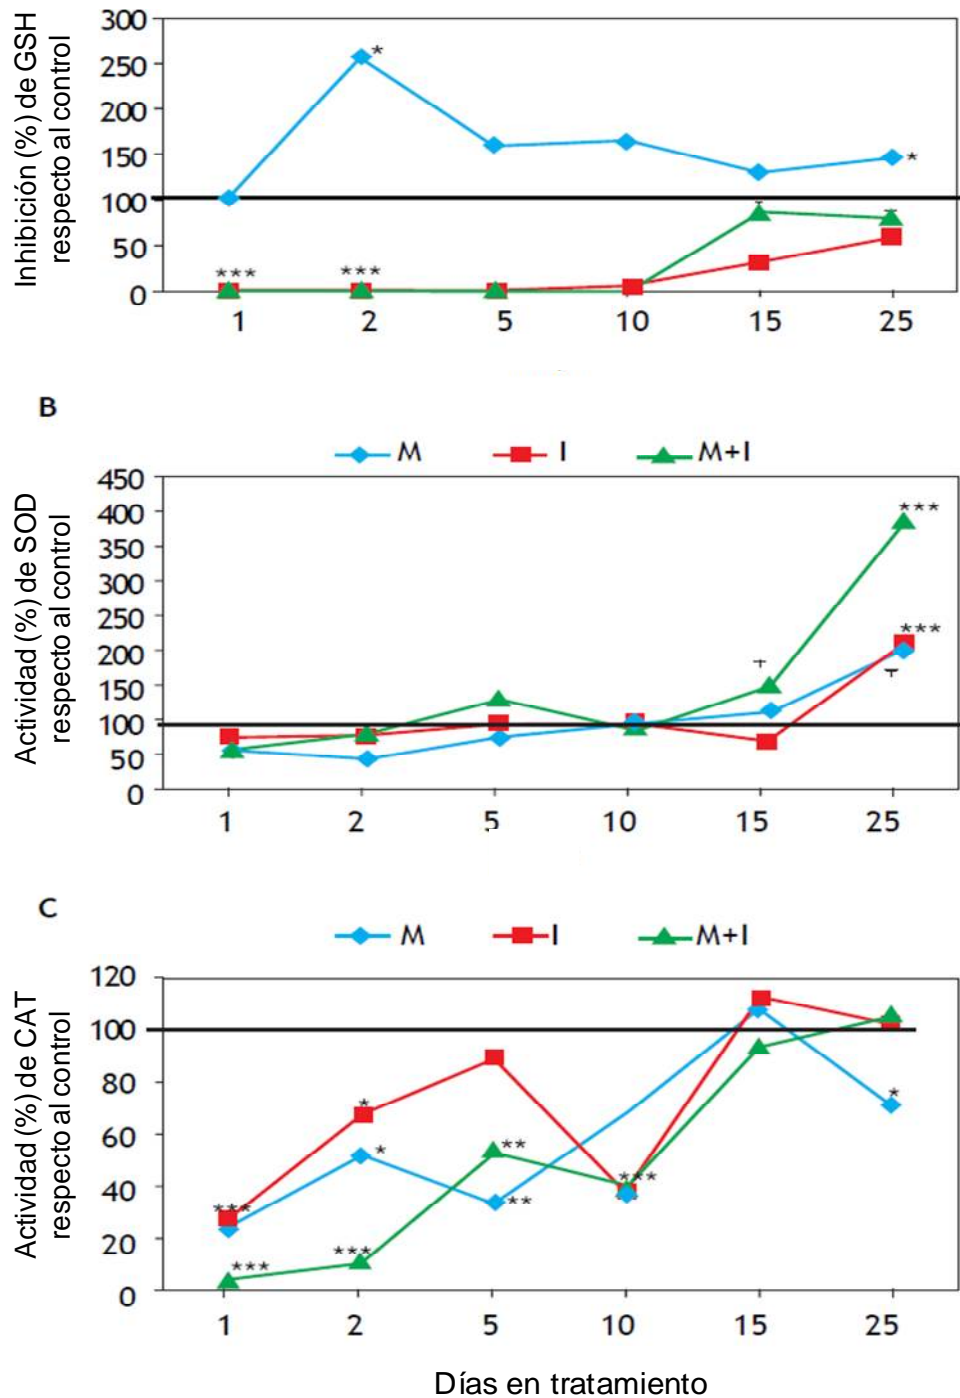 Inhibición (%) de GSH
respecto al control
300
250
200
150
100
50
0
*
*
***
***
1 2 5 10 15 25
B
M I M+I
Actividad (%) de SOD
respecto al control
450
400
350
300
250
200
150
100
50
0
***
***
1 2 5 10 15 25
C
M I M+I
Actividad (%) de CAT
respecto al control
120
100
80
60
40
20
0
***
***
*
*
***
**
**
***
*
1 2 5 10 15 25
Días en tratamiento